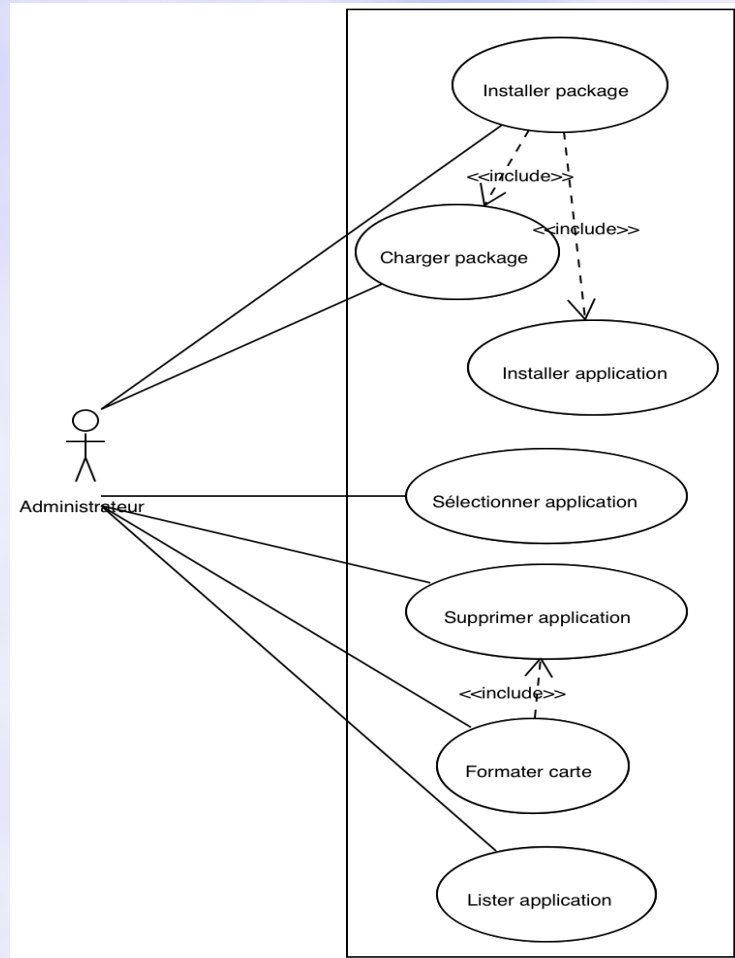 Installer package
<<include>>
<<include>>
Charger package
Installer application
Administrateur
Sélectionner application
Supprimer application
<<include>>
Formater carte
Lister application